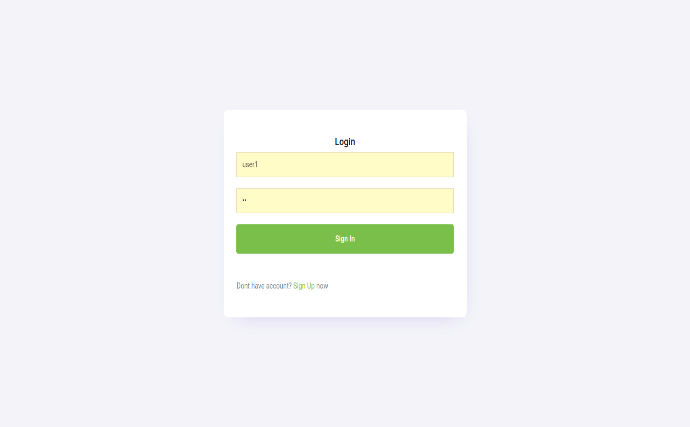 Login
user1
••
Sign In
Dont have account? Sign Up now